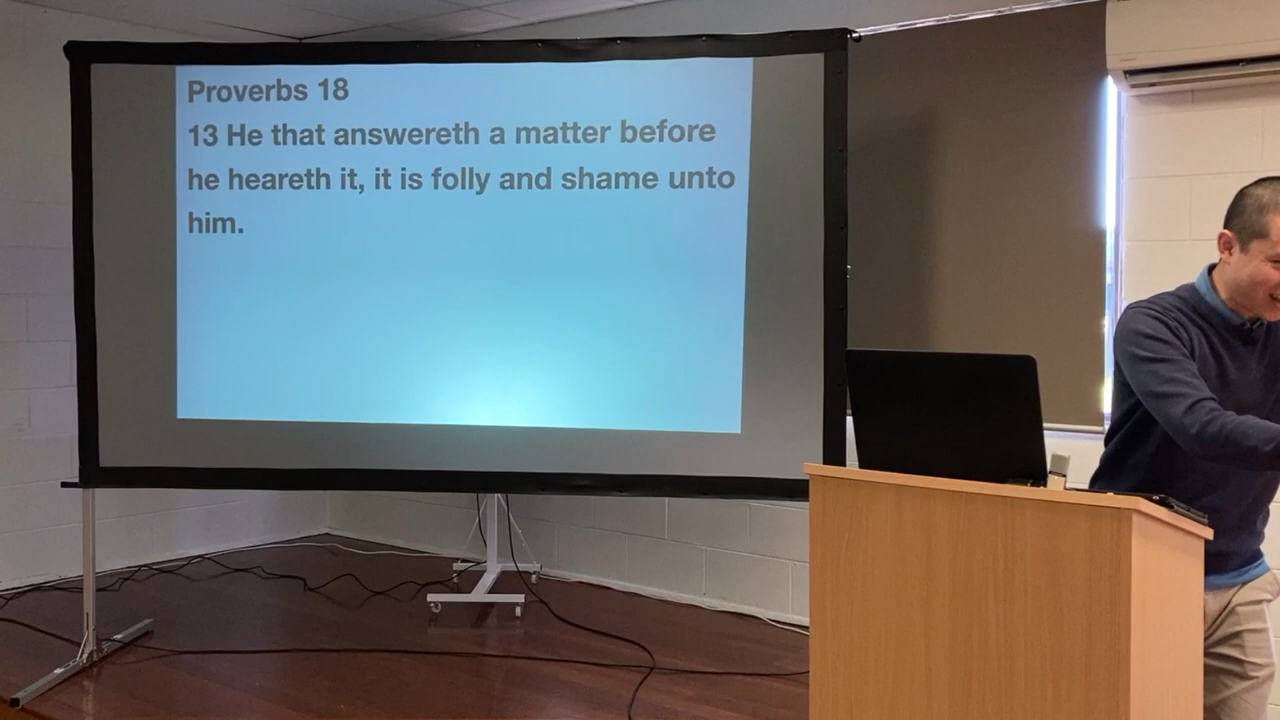 Proverbs 18
13 He that answereth a matter before
he heareth it, it is folly and shame unto
him.